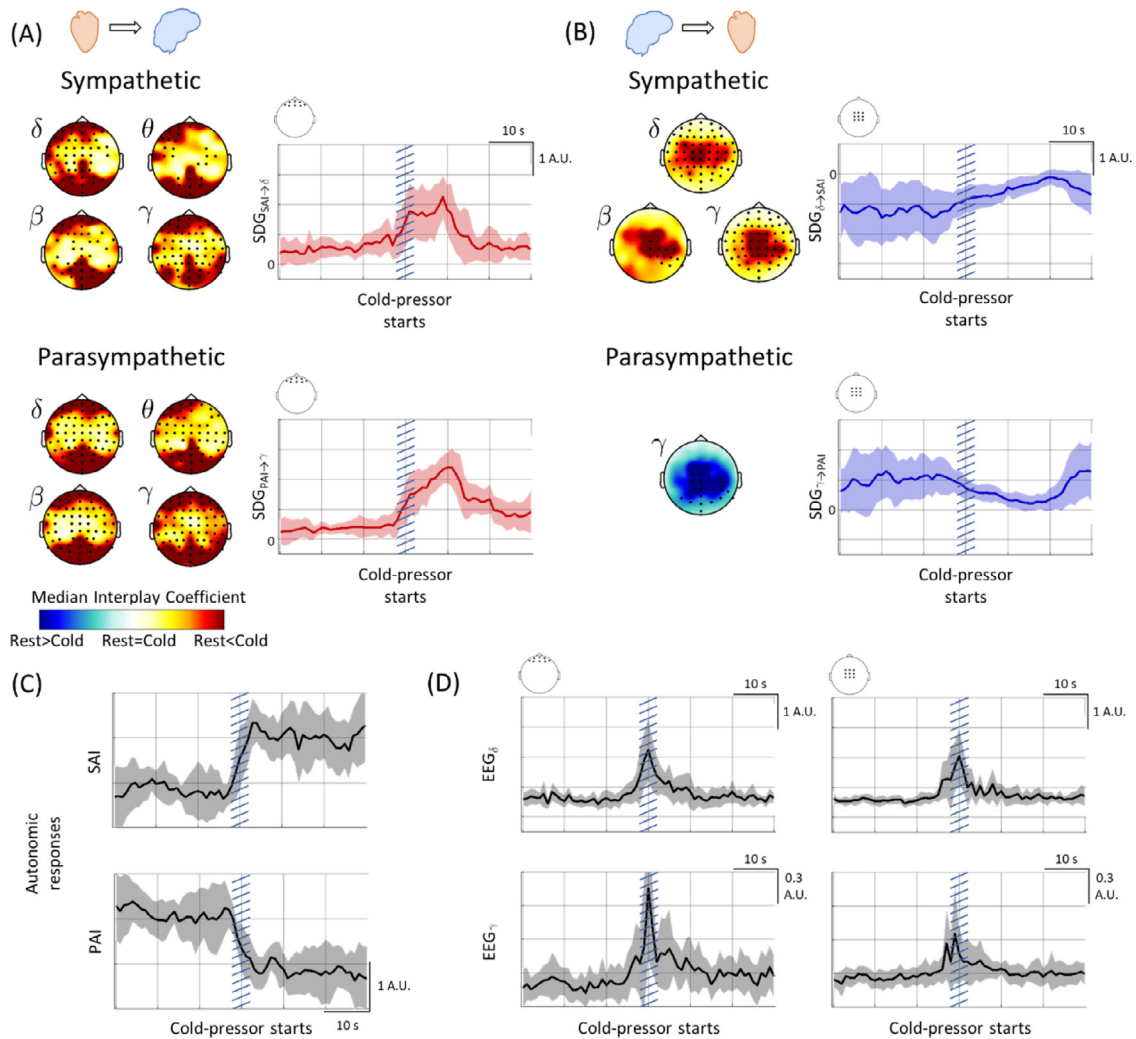 (A)
Sympathetic
δ
θ
β
γ
10 s
1 A.U.
SDG_SAI→δ
0
Cold-pressor
starts
Parasympathetic
δ
θ
β
γ
SDG_PAI→γ
0
Cold-pressor
starts
Median Interplay Coefficient
Rest>Cold Rest=Cold Rest<Cold
(B)
Sympathetic
δ
β
γ
10 s
1 A.U.
0
SDG_δ→SAI
Cold-pressor
starts
Parasympathetic
γ
SDG_γ→PAI
0
Cold-pressor
starts
(C)
Autonomic
responses
SAI
PAI
1 A.U.
Cold-pressor starts
10 s
(D)
10 s
1 A.U.
10 s
1 A.U.
EEG_δ
10 s
0.3
A.U.
10 s
0.3
A.U.
EEG_γ
Cold-pressor starts
Cold-pressor starts